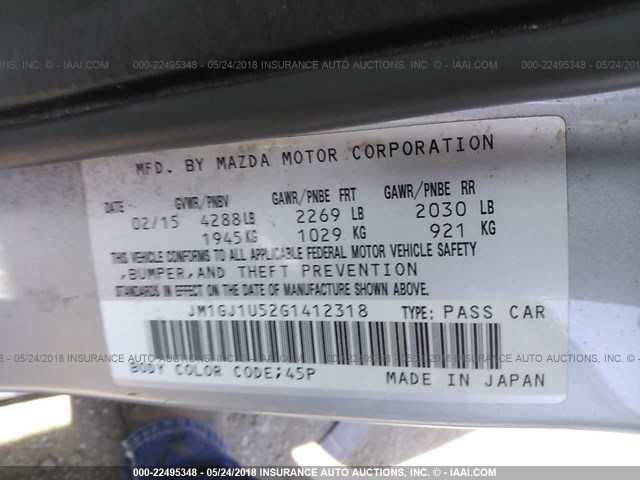 000-22495348 - 05/24/2018 INSURANCE AUTO AUCTIONS, INC. - IAAI.COM
MFD. BY MAZDA MOTOR CORPORATION
DATE GVWR/PNBV GAWR/PNBE FRT GAWR/PNBE RR
02/15 4288LB 2269 LB 2030 LB
1945KG 1029 KG 921 KG
THIS VEHICLE CONFORMS TO ALL APPLICABLE FEDERAL MOTOR VEHICLE SAFETY
,BUMPER,AND THEFT PREVENTION
STANDARDS IN EFFECT ON THE DATE OF MANUFACTURE SHOWN ABOVE.
JM1GJ1U52G1412318 TYPE: PASS CAR
BODY COLOR CODE;45P MADE IN JAPAN
000-22495348 - 05/24/2018 INSURANCE AUTO AUCTIONS, INC. - IAAI.COM